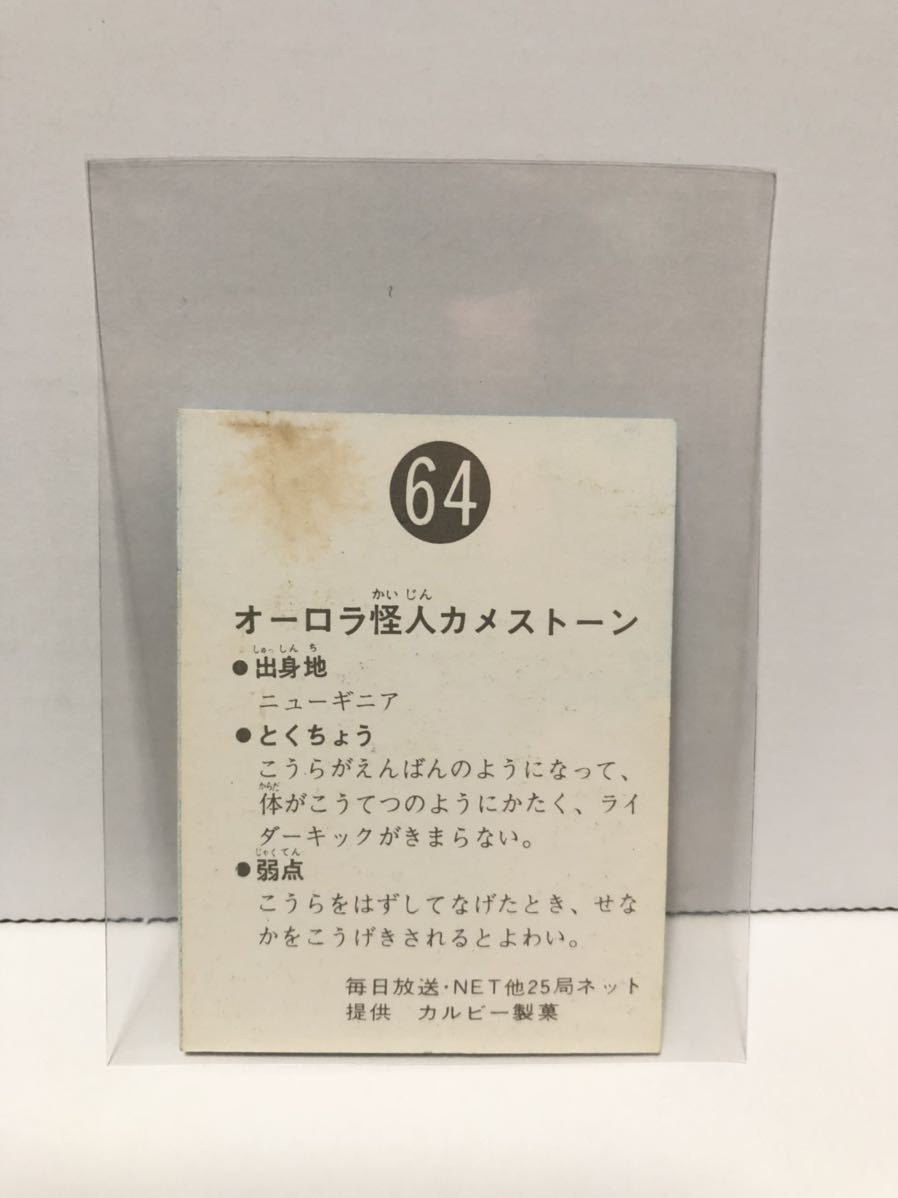 64
かいじん
オーロラ怪人カメストーン
しゅっしんち
●出身地
ニューギニア
●とくちょう
こうらがえんばんのようになって、
からだ
体がこうてつのようにかたく、ライ
ダーキックがきまらない。
じゃくてん
●弱点
こうらをはずしてなげたとき、せな
かをこうげきされるとよわい。
毎日放送・NET他25局ネット
提供 カルビー製菓